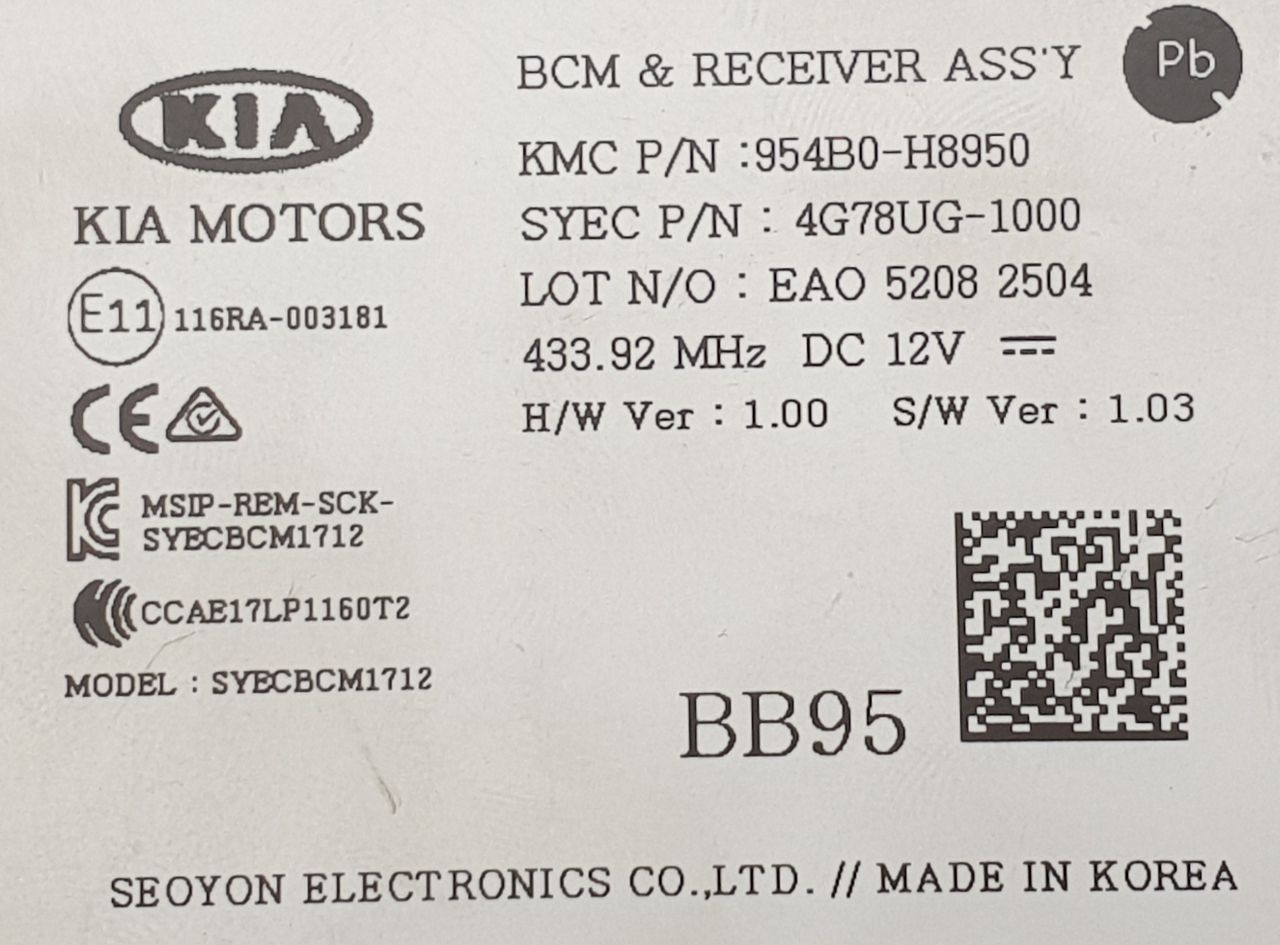 KIA
KIA MOTORS
E11 116RA-003181
CE
KC MSIP-REM-SCK-
SYECBCM1712
CCAE17LP1160T2
MODEL : SYECBCM1712
BCM & RECEIVER ASS'Y
Pb
KMC P/N :954B0-H8950
SYEC P/N : 4G78UG-1000
LOT N/O : EAO 5208 2504
433.92 MHz DC 12V
H/W Ver : 1.00 S/W Ver : 1.03
BB95
SEOYON ELECTRONICS CO.,LTD. // MADE IN KOREA